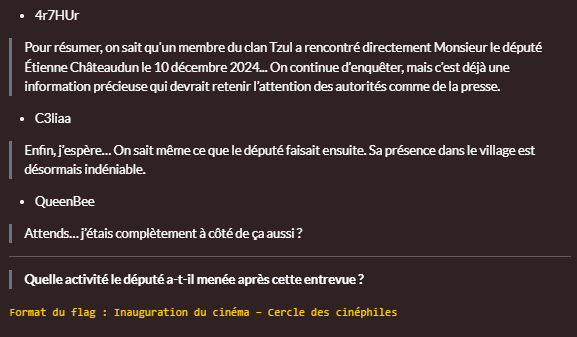 4r7HUr
Pour résumer, on sait qu'un membre du clan Tzul a rencontré directement Monsieur le député
Étienne Châteaudun le 10 décembre 2024... On continue d'enquêter, mais c'est déjà une
information précieuse qui devrait retenir l'attention des autorités comme de la presse.
C3liaa
Enfin, j'espère... On sait même ce que le député faisait ensuite. Sa présence dans le village est
désormais indéniable.
QueenBee
Attends... j'étais complètement à côté de ça aussi ?
Quelle activité le député a-t-il menée après cette entrevue ?
Format du flag : Inauguration du cinéma – Cercle des cinéphiles